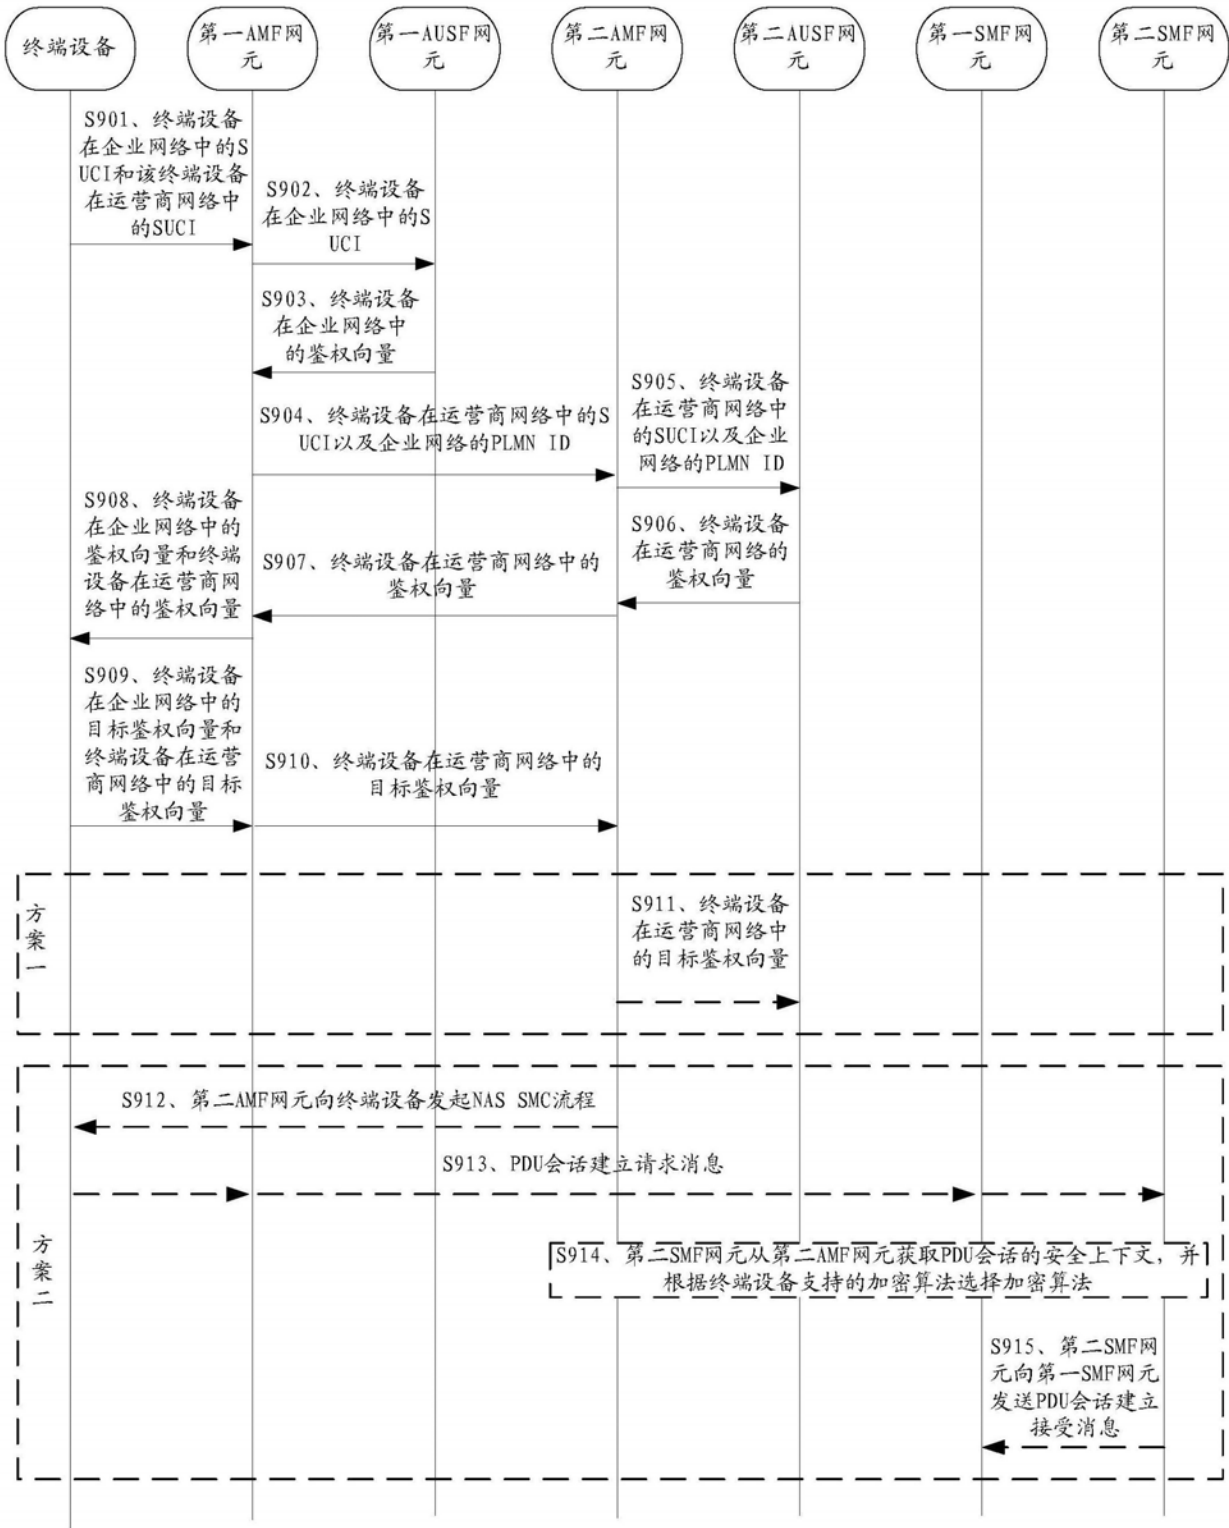 终端设备
第一AMF网
元
第一AUSF网
元
第二AMF网
元
第二AUSF网
元
第一SMF网
元
第二SMF网
元
S901、终端设备
在企业网络中的S
UCI和该终端设备
在运营商网络中
的SUCI
S902、终端设备
在企业网络中的S
UCI
S903、终端设备
在企业网络中
的鉴权向量
S904、终端设备在运营商网络中的S
UCI以及企业网络的PLMN ID
S905、终端设备
在运营商网络中
的SUCI以及企业
网络的PLMN ID
S906、终端设备
在运营商网络的
鉴权向量
S907、终端设备在运营商网络中的
鉴权向量
S908、终端设备
在企业网络中的
鉴权向量和终端
设备在运营商网
络中的鉴权向量
S909、终端设备
在企业网络中的
目标鉴权向量和
终端设备在运营
商网络中的目标
鉴权向量
S910、终端设备在运营商网络中的
目标鉴权向量
方
案
一
S911、终端设备
在运营商网络中
的目标鉴权向量
方
案
二
S912、第二AMF网元向终端设备发起NAS SMC流程
S913、PDU会话建立请求消息
S914、第二SMF网元从第二AMF网元获取PDU会话的安全上下文，并
根据终端设备支持的加密算法选择加密算法
S915、第二SMF网
元向第一SMF网元
发送PDU会话建立
接受消息